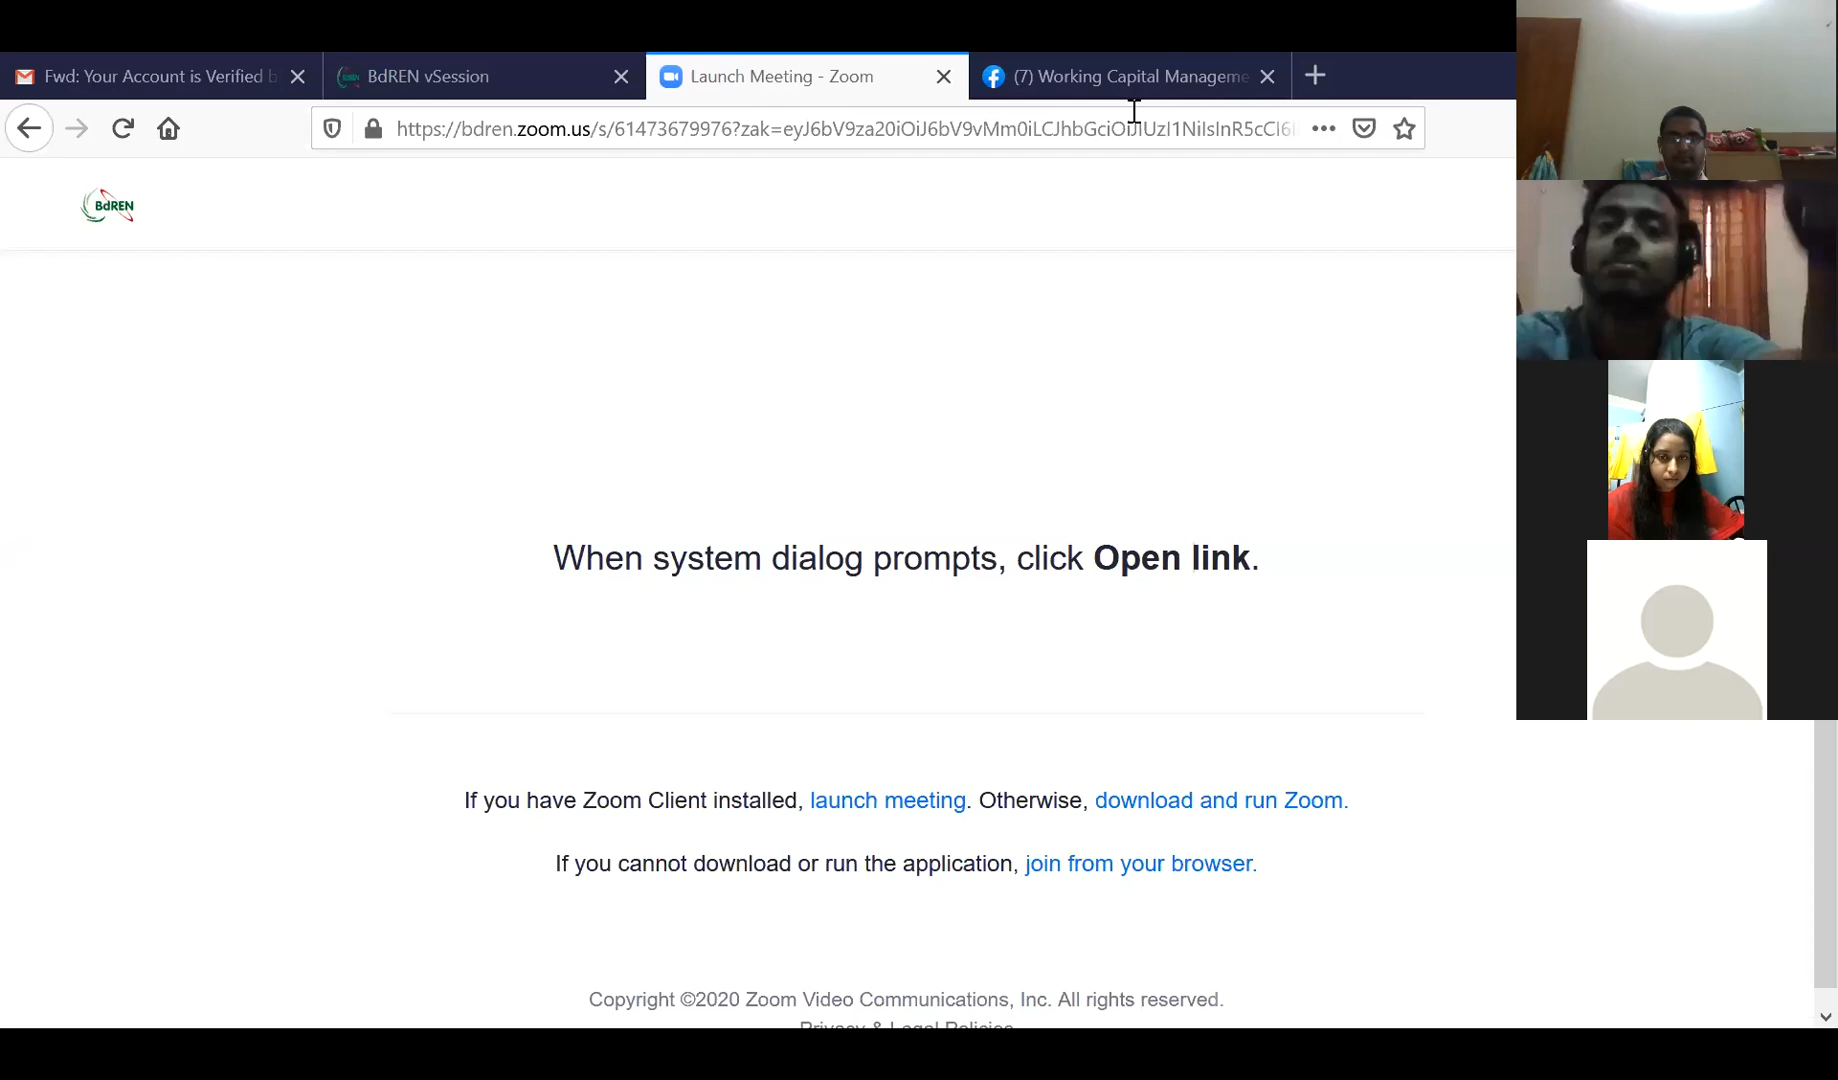 Fwd: Your Account is Verified b
BdREN vSession
Launch Meeting - Zoom
(7) Working Capital Manageme
https://bdren.zoom.us/s/61473679976?zak=eyJ6bV9za20iOiJ6bV9vMm0iLCJhbGciOiJIUzI1NiIsInR5cCI6I
BdREN
When system dialog prompts, click Open link.
If you have Zoom Client installed, launch meeting. Otherwise, download and run Zoom.
If you cannot download or run the application, join from your browser.
Copyright ©2020 Zoom Video Communications, Inc. All rights reserved.
Privacy & Legal Policies